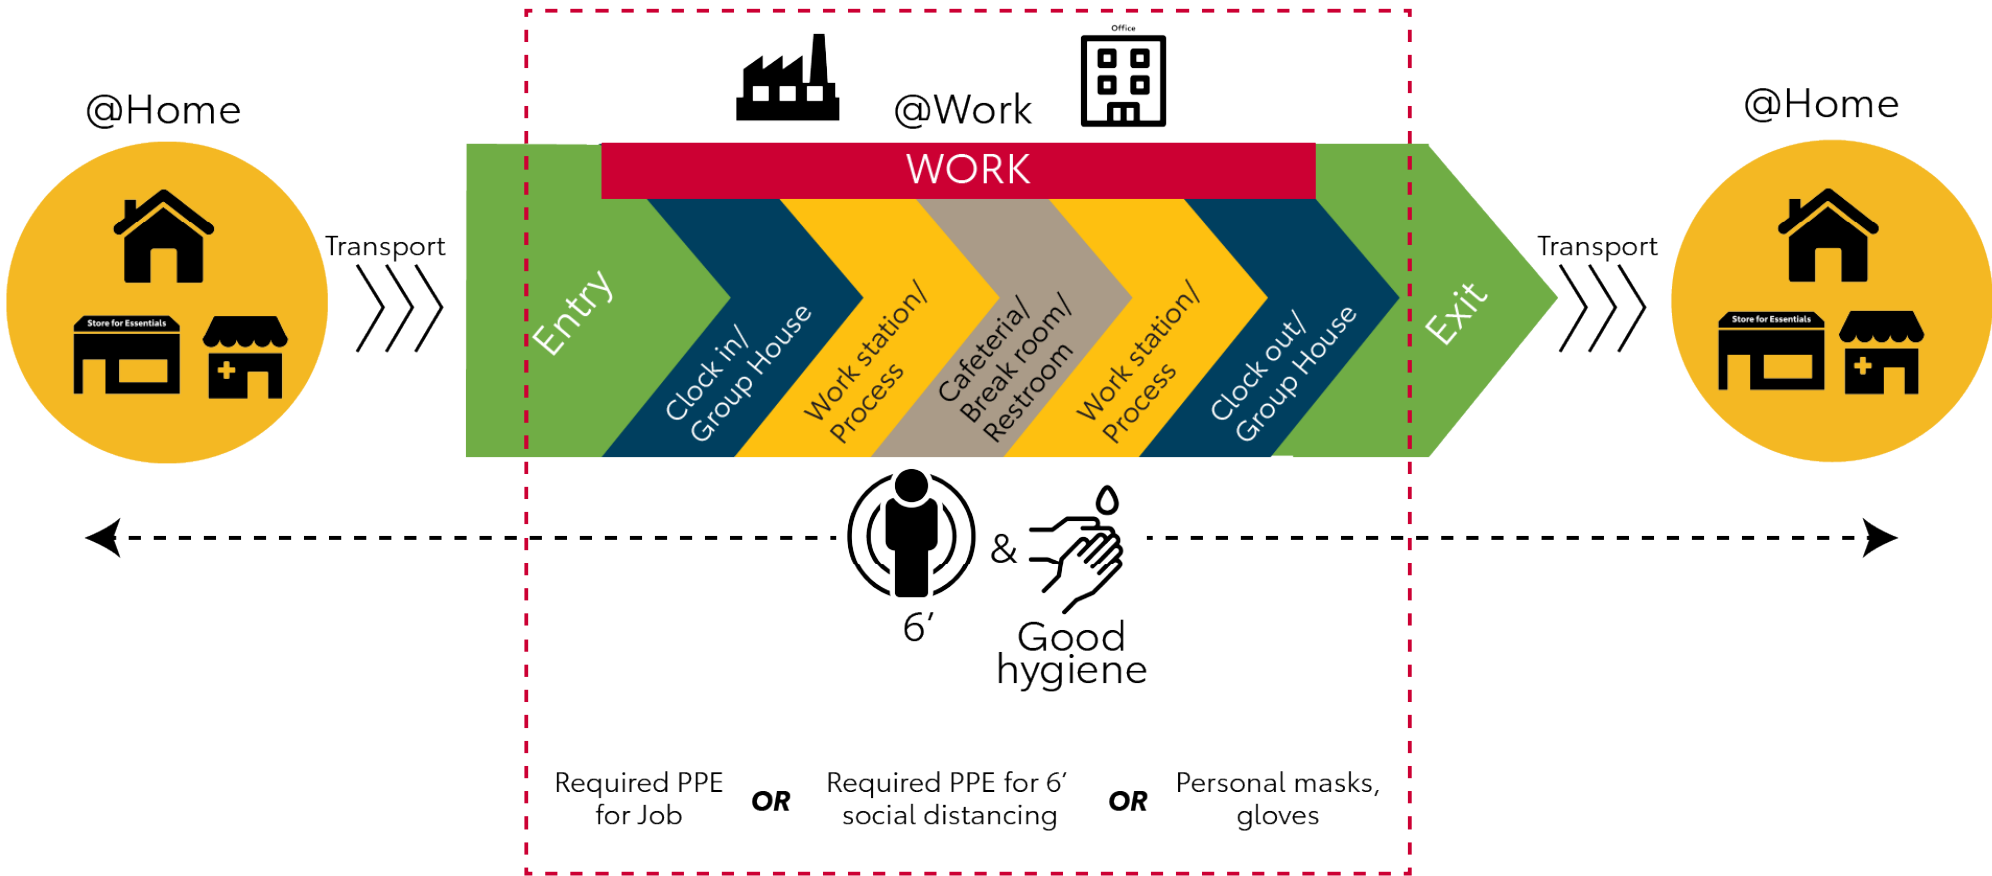 Office
@Home
@Work
@Home
WORK
Transport
Entry
Clock in/
Group House
Work station/
Process
Cafeteria/
Break room/
Restroom
Work station/
Process
Clock out/
Group House
Exit
Transport
Store for Essentials
Store for Essentials
&
6’
Good
hygiene
Required PPE
for Job
OR
Required PPE for 6’
social distancing
OR
Personal masks,
gloves